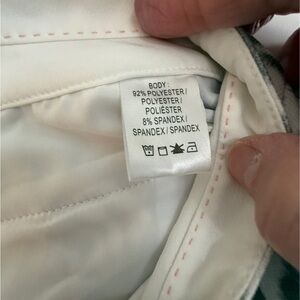 BODY:
92% POLYESTER/
POLYESTER/
POLIÉSTER
8% SPANDEX/
SPANDEX/SPANDEX